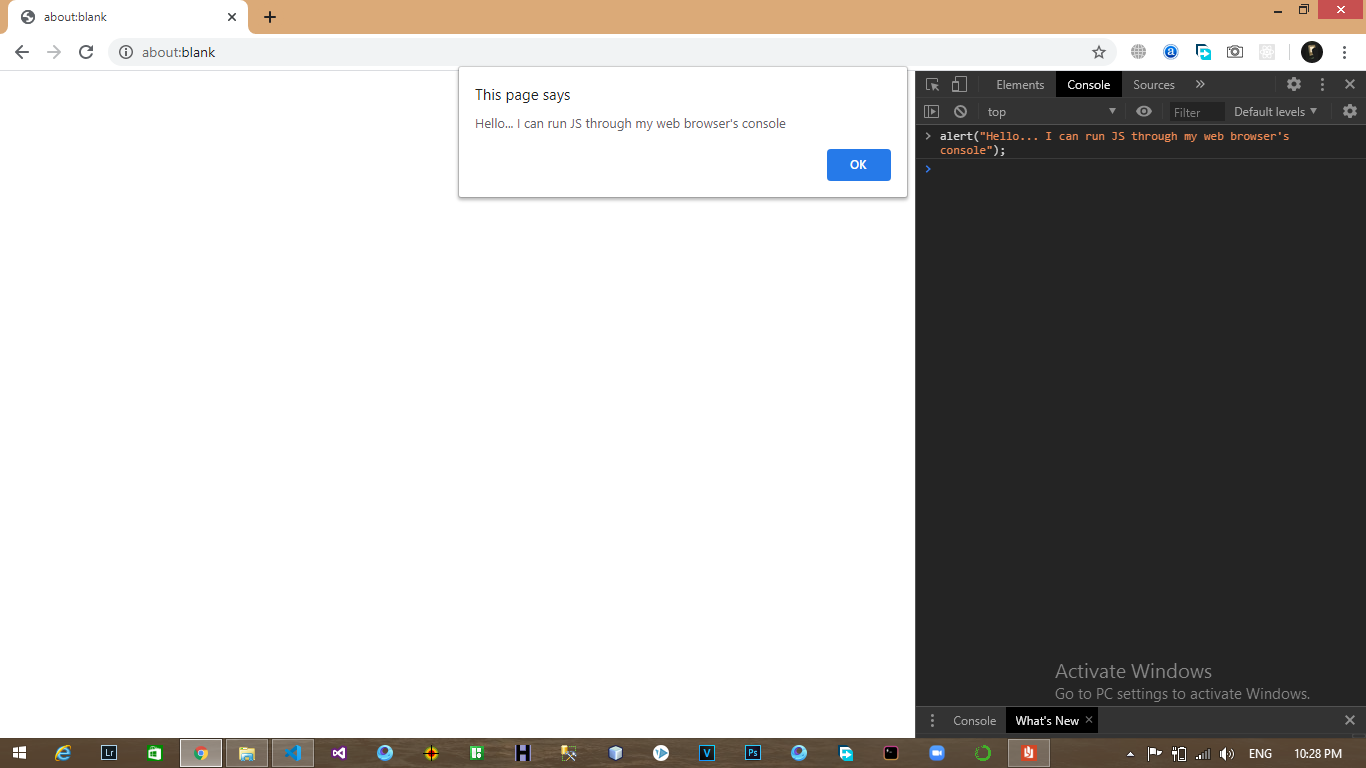 about:blank
about:blank
This page says
Hello... I can run JS through my web browser's console
OK
Elements Console Sources
top Filter Default levels
alert("Hello... I can run JS through my web browser's
console");
Activate Windows
Go to PC settings to activate Windows.
Console What's New
Lr V Ps ENG 10:28 PM